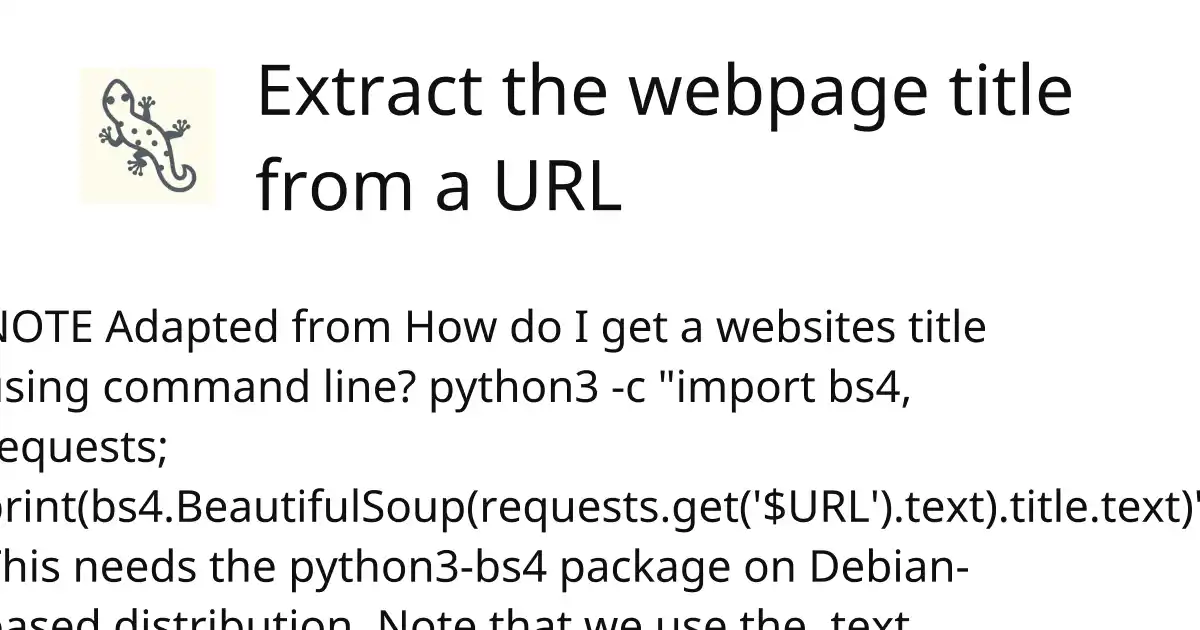 Extract the webpage title
from a URL
NOTE Adapted from How do I get a websites title
using command line? python3 -c "import bs4,
requests;
print(bs4.BeautifulSoup(requests.get('$URL').text).title.text)"
This needs the python3-bs4 package on Debian-
based distribution. Note that we use the .text